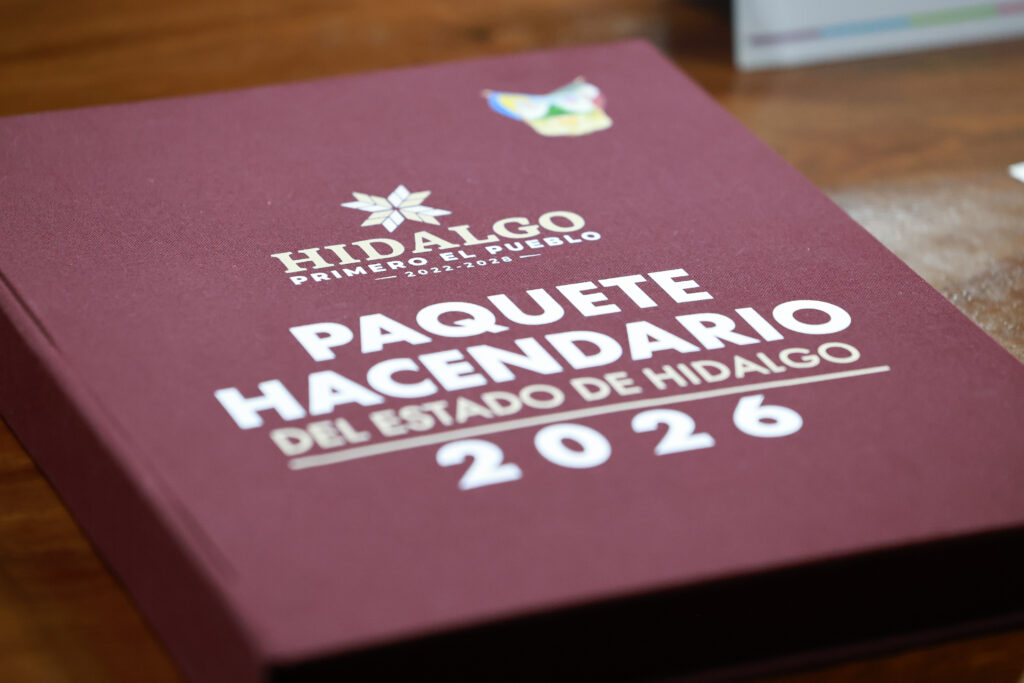 HIDALGO
PRIMERO EL PUEBLO
2022-2028
PAQUETE
HACENDARIO
DEL ESTADO DE HIDALGO
2026